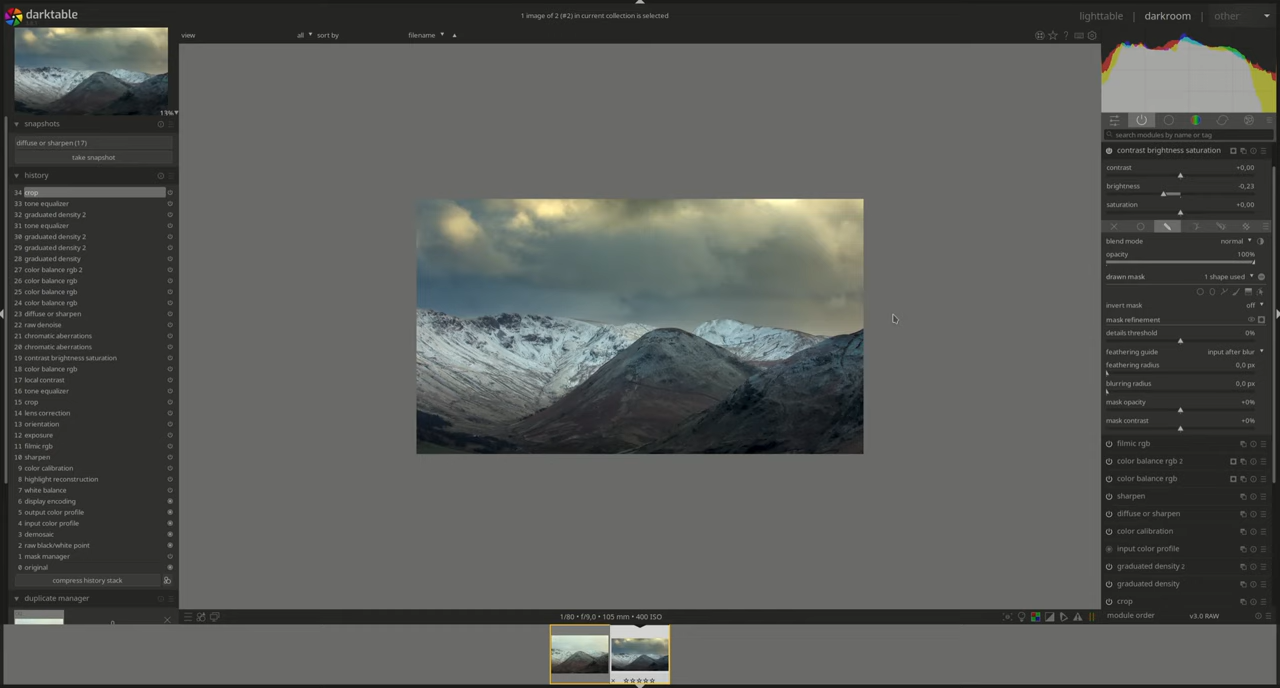 darktable
1 image of 2 (#2) in current collection is selected
lighttable | darkroom | other
view all sort by filename
13%
snapshots
diffuse or sharpen (17)
take snapshot
history
34 crop
33 tone equalizer
32 graduated density 2
31 tone equalizer
30 graduated density 2
29 graduated density 2
28 graduated density
27 color balance rgb 2
26 color balance rgb
25 color balance rgb
24 color balance rgb
23 diffuse or sharpen
22 raw denoise
21 chromatic aberrations
20 chromatic aberrations
19 contrast brightness saturation
18 color balance rgb
17 local contrast
16 tone equalizer
15 crop
14 lens correction
13 orientation
12 exposure
11 filmic rgb
10 sharpen
9 color calibration
8 highlight reconstruction
7 white balance
6 display encoding
5 output color profile
4 input color profile
3 demosaic
2 raw black/white point
1 mask manager
0 original
compress history stack
duplicate manager
0
1/80 • f/9,0 • 105 mm • 400 ISO
search modules by name or tag
contrast brightness saturation
contrast +0,00
brightness -0,23
saturation +0,00
blend mode normal
opacity 100%
drawn mask 1 shape used
invert mask off
mask refinement
details threshold 0%
feathering guide input after blur
feathering radius 0,0 px
blurring radius 0,0 px
mask opacity +0%
mask contrast +0%
filmic rgb
color balance rgb 2
color balance rgb
sharpen
diffuse or sharpen
color calibration
input color profile
graduated density 2
graduated density
crop
module order v3.0 RAW